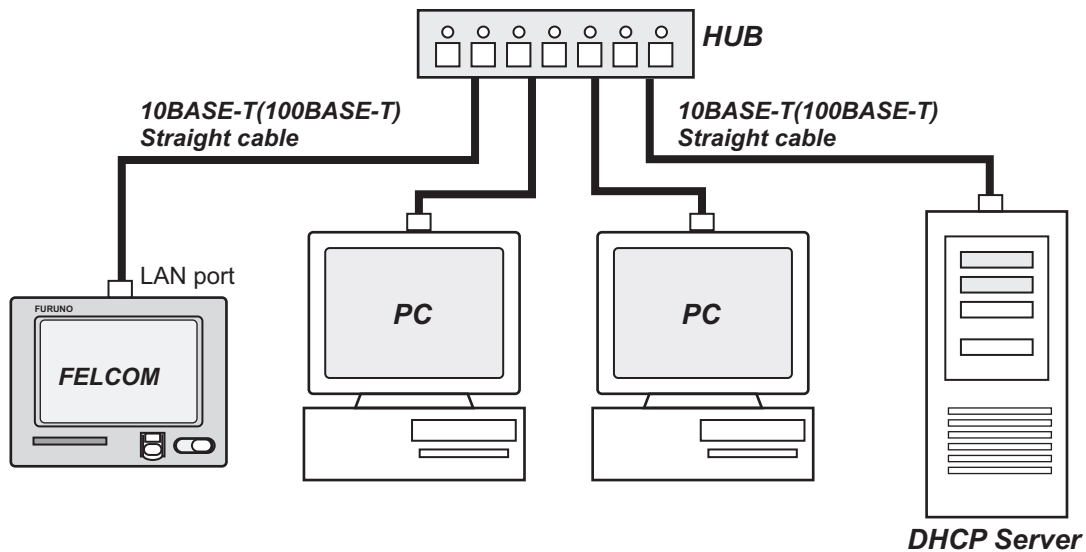 HUB
10BASE-T(100BASE-T)
Straight cable
10BASE-T(100BASE-T)
Straight cable
LAN port
FURUNO
FELCOM
PC
PC
DHCP Server